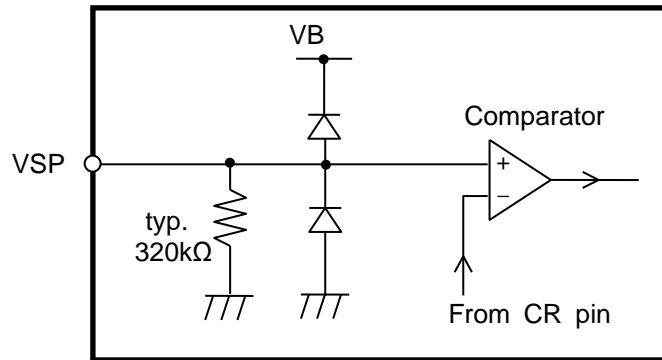 VB
Comparator
VSP
+
−
typ.
320kΩ
From CR pin